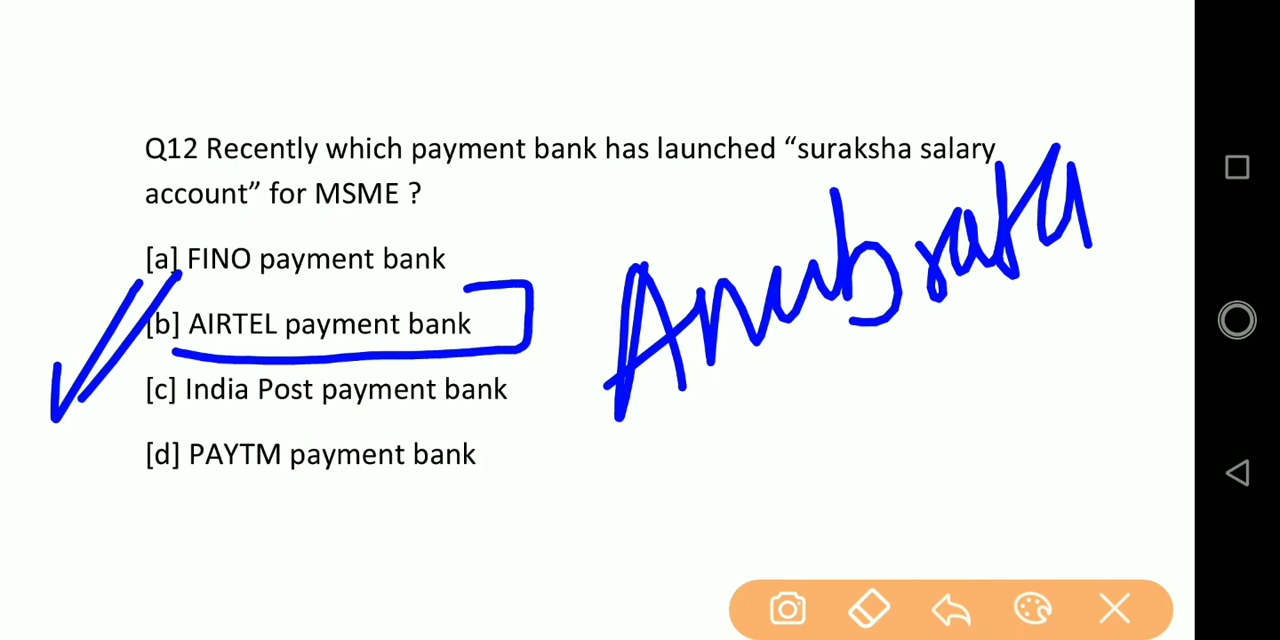 Q12 Recently which payment bank has launched “suraksha salary
account” for MSME ?
[a] FINO payment bank
[b] AIRTEL payment bank
[c] India Post payment bank
[d] PAYTM payment bank
Anubrata